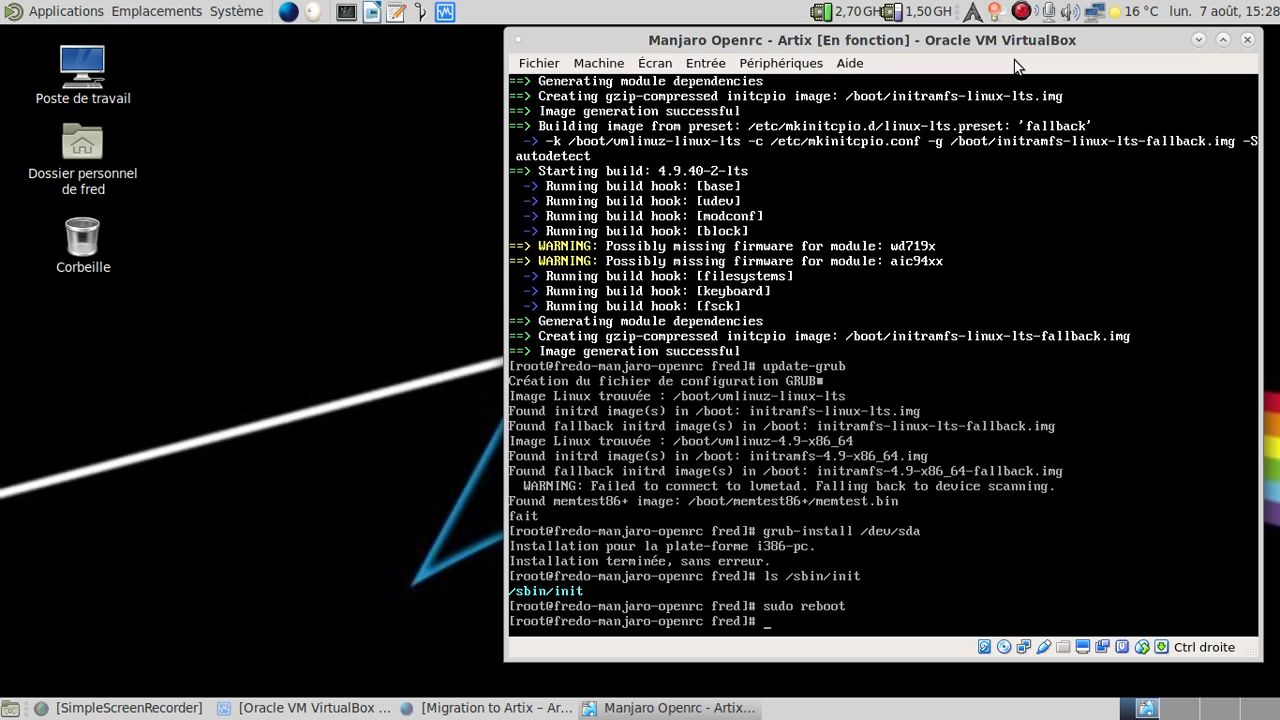 Applications Emplacements Système
2,70GH 1,50GH 16 °C lun. 7 août, 15:28
Poste de travail
Dossier personnel
de fred
Corbeille
Manjaro Openrc - Artix [En fonction] - Oracle VM VirtualBox
Fichier Machine Écran Entrée Périphériques Aide
==> Generating module dependencies
==> Creating gzip-compressed initcpio image: /boot/initramfs-linux-lts.img
==> Image generation successful
==> Building image from preset: /etc/mkinitcpio.d/linux-lts.preset: 'fallback'
-> -k /boot/vmlinuz-linux-lts -c /etc/mkinitcpio.conf -g /boot/initramfs-linux-lts-fallback.img -S
autodetect
==> Starting build: 4.9.40-2-lts
-> Running build hook: [base]
-> Running build hook: [udev]
-> Running build hook: [modconf]
-> Running build hook: [block]
==> WARNING: Possibly missing firmware for module: wd719x
==> WARNING: Possibly missing firmware for module: aic94xx
-> Running build hook: [filesystems]
-> Running build hook: [keyboard]
-> Running build hook: [fsck]
==> Generating module dependencies
==> Creating gzip-compressed initcpio image: /boot/initramfs-linux-lts-fallback.img
==> Image generation successful
[root@fredo-manjaro-openrc fred]# update-grub
Création du fichier de configuration GRUB■
Image Linux trouvée : /boot/vmlinuz-linux-lts
Found initrd image(s) in /boot: initramfs-linux-lts.img
Found fallback initrd image(s) in /boot: initramfs-linux-lts-fallback.img
Image Linux trouvée : /boot/vmlinuz-4.9-x86_64
Found initrd image(s) in /boot: initramfs-4.9-x86_64.img
Found fallback initrd image(s) in /boot: initramfs-4.9-x86_64-fallback.img
WARNING: Failed to connect to lvmetad. Falling back to device scanning.
Found memtest86+ image: /boot/memtest86+/memtest.bin
fait
[root@fredo-manjaro-openrc fred]# grub-install /dev/sda
Installation pour la plate-forme i386-pc.
Installation terminée, sans erreur.
[root@fredo-manjaro-openrc fred]# ls /sbin/init
/sbin/init
[root@fredo-manjaro-openrc fred]# sudo reboot
[root@fredo-manjaro-openrc fred]# _
Ctrl droite
[SimpleScreenRecorder] [Oracle VM VirtualBox ... [Migration to Artix – Ar... Manjaro Openrc - Artix...